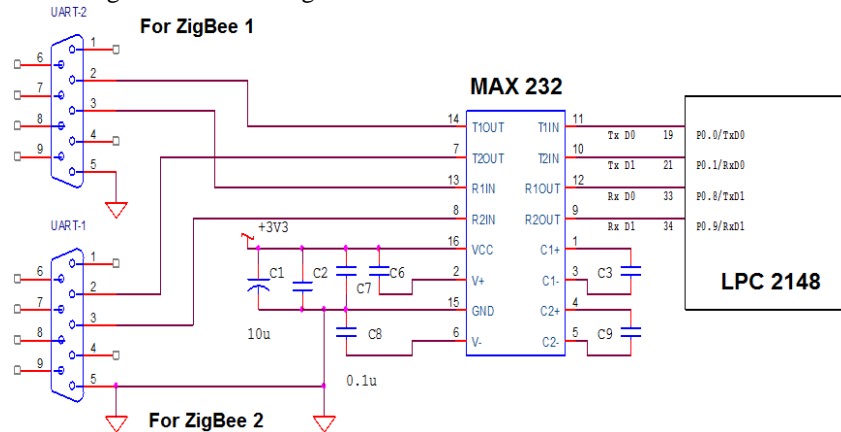 UART-2
For ZigBee 1
1
6
2
7
3
8
4
9
5
MAX 232
14 T1OUT T1IN 11 Tx D0 19 P0.0/TxD0
7 T2OUT T2IN 10 Tx D1 21 P0.1/RxD0
13 R1IN R1OUT 12 Rx D0 33 P0.8/TxD1
8 R2IN R2OUT 9 Rx D1 34 P0.9/RxD1
+3V3
16 VCC C1+ 1
C1 C2 C7 C6 2 V+ C1- 3 C3
LPC 2148
15 GND C2+ 4
10u C8 6 V- C2- 5 C9
0.1u
UART-1
1
6
2
7
3
8
4
9
5
For ZigBee 2